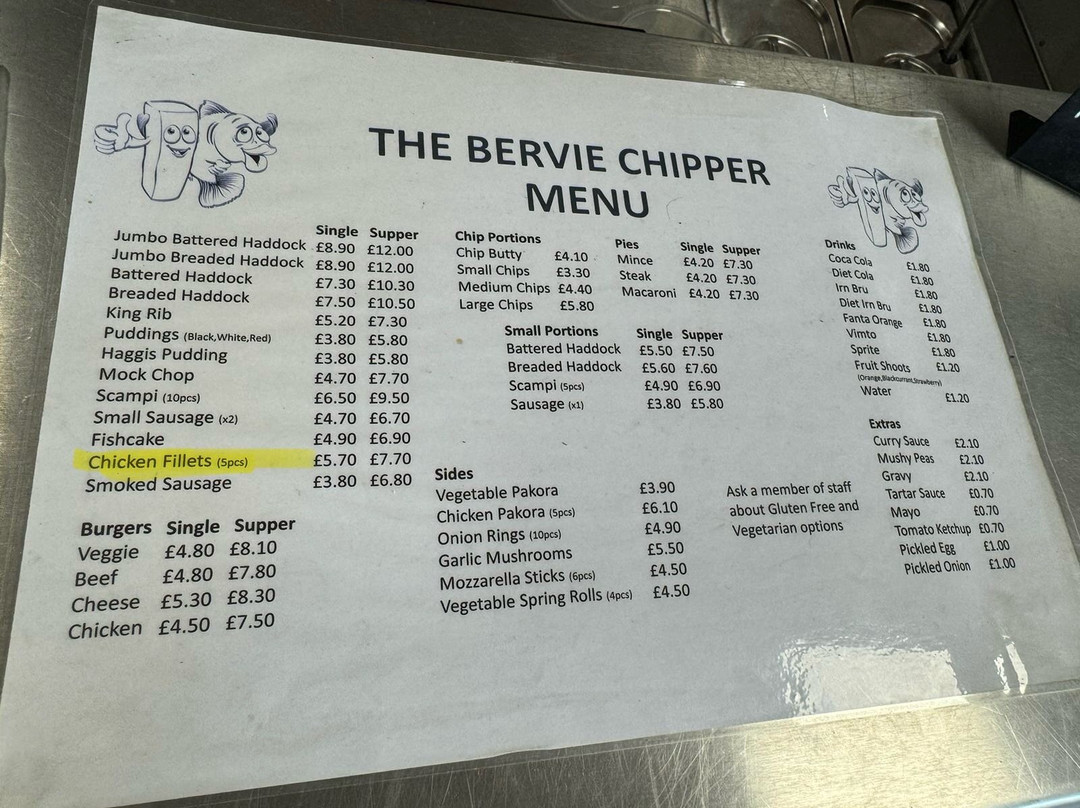 THE BERVIE CHIPPER
MENU
Single Supper
Jumbo Battered Haddock £8.90 £12.00
Jumbo Breaded Haddock £8.90 £12.00
Battered Haddock £7.30 £10.30
Breaded Haddock £7.50 £10.50
King Rib £5.20 £7.30
Puddings (Black,White,Red) £3.80 £5.80
Haggis Pudding £3.80 £5.80
Mock Chop £4.70 £7.70
Scampi (10pcs) £6.50 £9.50
Small Sausage (x2) £4.70 £6.70
Fishcake £4.90 £6.90
Chicken Fillets (5pcs) £5.70 £7.70
Smoked Sausage £3.80 £6.80
Burgers Single Supper
Veggie £4.80 £8.10
Beef £4.80 £7.80
Cheese £5.30 £8.30
Chicken £4.50 £7.50
Chip Portions
Chip Butty £4.10
Small Chips £3.30
Medium Chips £4.40
Large Chips £5.80
Pies Single Supper
Mince £4.20 £7.30
Steak £4.20 £7.30
Macaroni £4.20 £7.30
Small Portions Single Supper
Battered Haddock £5.50 £7.50
Breaded Haddock £5.60 £7.60
Scampi (5pcs) £4.90 £6.90
Sausage (x1) £3.80 £5.80
Sides
Vegetable Pakora £3.90
Chicken Pakora (5pcs) £6.10
Onion Rings (10pcs) £4.90
Garlic Mushrooms £5.50
Mozzarella Sticks (6pcs) £4.50
Vegetable Spring Rolls (4pcs) £4.50
Ask a member of staff
about Gluten Free and
Vegetarian options
Drinks
Coca Cola £1.80
Diet Cola £1.80
Irn Bru £1.80
Diet Irn Bru £1.80
Fanta Orange £1.80
Vimto £1.80
Sprite £1.80
Fruit Shoots £1.20
(Orange,Blackcurrant,Strawberry)
Water £1.20
Extras
Curry Sauce £2.10
Mushy Peas £2.10
Gravy £2.10
Tartar Sauce £0.70
Mayo £0.70
Tomato Ketchup £0.70
Pickled Egg £1.00
Pickled Onion £1.00